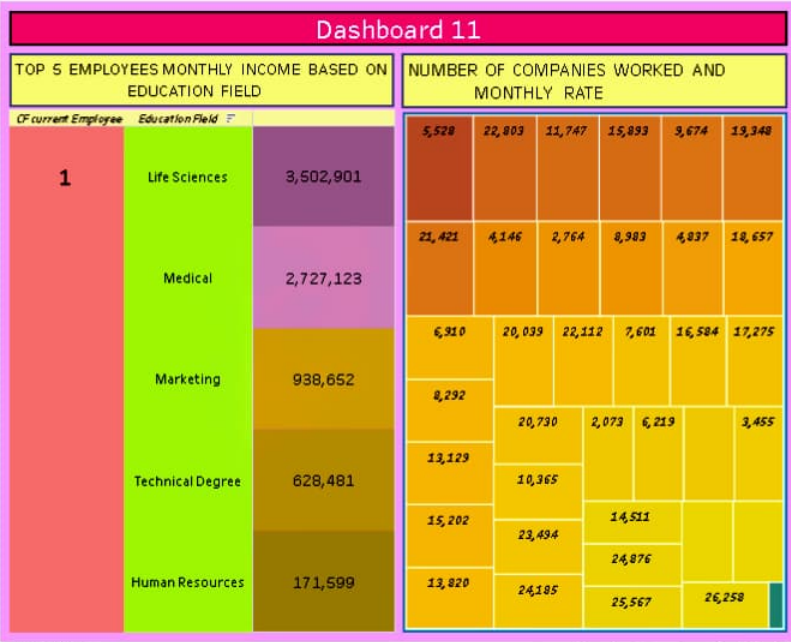 Dashboard 11
TOP 5 EMPLOYEES MONTHLY INCOME BASED ON
EDUCATION FIELD
CF current Employee Education Field
1
Life Sciences 3,502,901
Medical 2,727,123
Marketing 938,652
Technical Degree 628,481
Human Resources 171,599
NUMBER OF COMPANIES WORKED AND
MONTHLY RATE
5,528 22,803 11,747 15,893 9,674 19,348
21,421 4,146 2,764 8,983 4,837 18,657
6,910 20,039 22,112 7,601 16,584 17,275
8,292
20,730 2,073 6,219 3,455
13,129
10,365
15,202 14,511
23,494
24,876
13,820 24,185 25,567 26,258